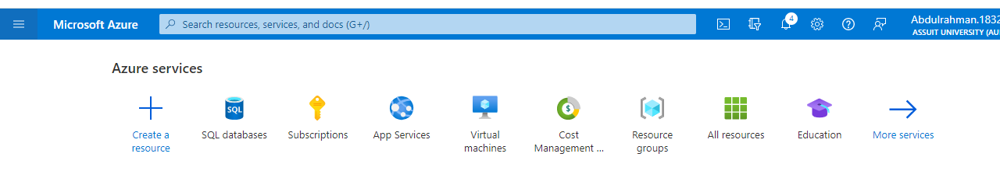 Microsoft Azure
Search resources, services, and docs (G+/)
4
Abdulrahman.1832
ASSUIT UNIVERSITY (AU
Azure services
Create a
resource
SQL
SQL databases
Subscriptions
App Services
Virtual
machines
$
Cost
Management ...
Resource
groups
All resources
Education
More services